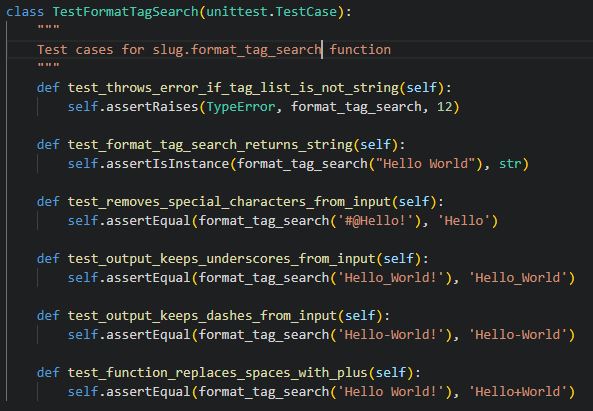 class TestFormatTagSearch(unittest.TestCase):
"""
Test cases for slug.format_tag_search function
"""
def test_throws_error_if_tag_list_is_not_string(self):
self.assertRaises(TypeError, format_tag_search, 12)
def test_format_tag_search_returns_string(self):
self.assertIsInstance(format_tag_search("Hello World"), str)
def test_removes_special_characters_from_input(self):
self.assertEqual(format_tag_search('#@Hello!'), 'Hello')
def test_output_keeps_underscores_from_input(self):
self.assertEqual(format_tag_search('Hello_World!'), 'Hello_World')
def test_output_keeps_dashes_from_input(self):
self.assertEqual(format_tag_search('Hello-World!'), 'Hello-World')
def test_function_replaces_spaces_with_plus(self):
self.assertEqual(format_tag_search('Hello World!'), 'Hello+World')